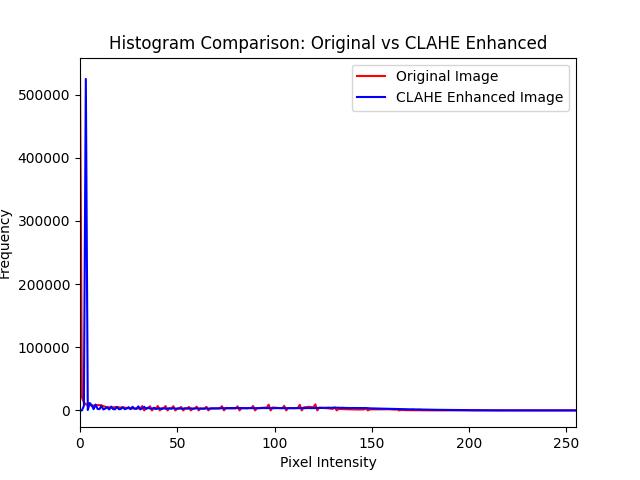 Histogram Comparison: Original vs CLAHE Enhanced
Original Image
CLAHE Enhanced Image
Frequency
500000
400000
300000
200000
100000
0
0 50 100 150 200 250
Pixel Intensity